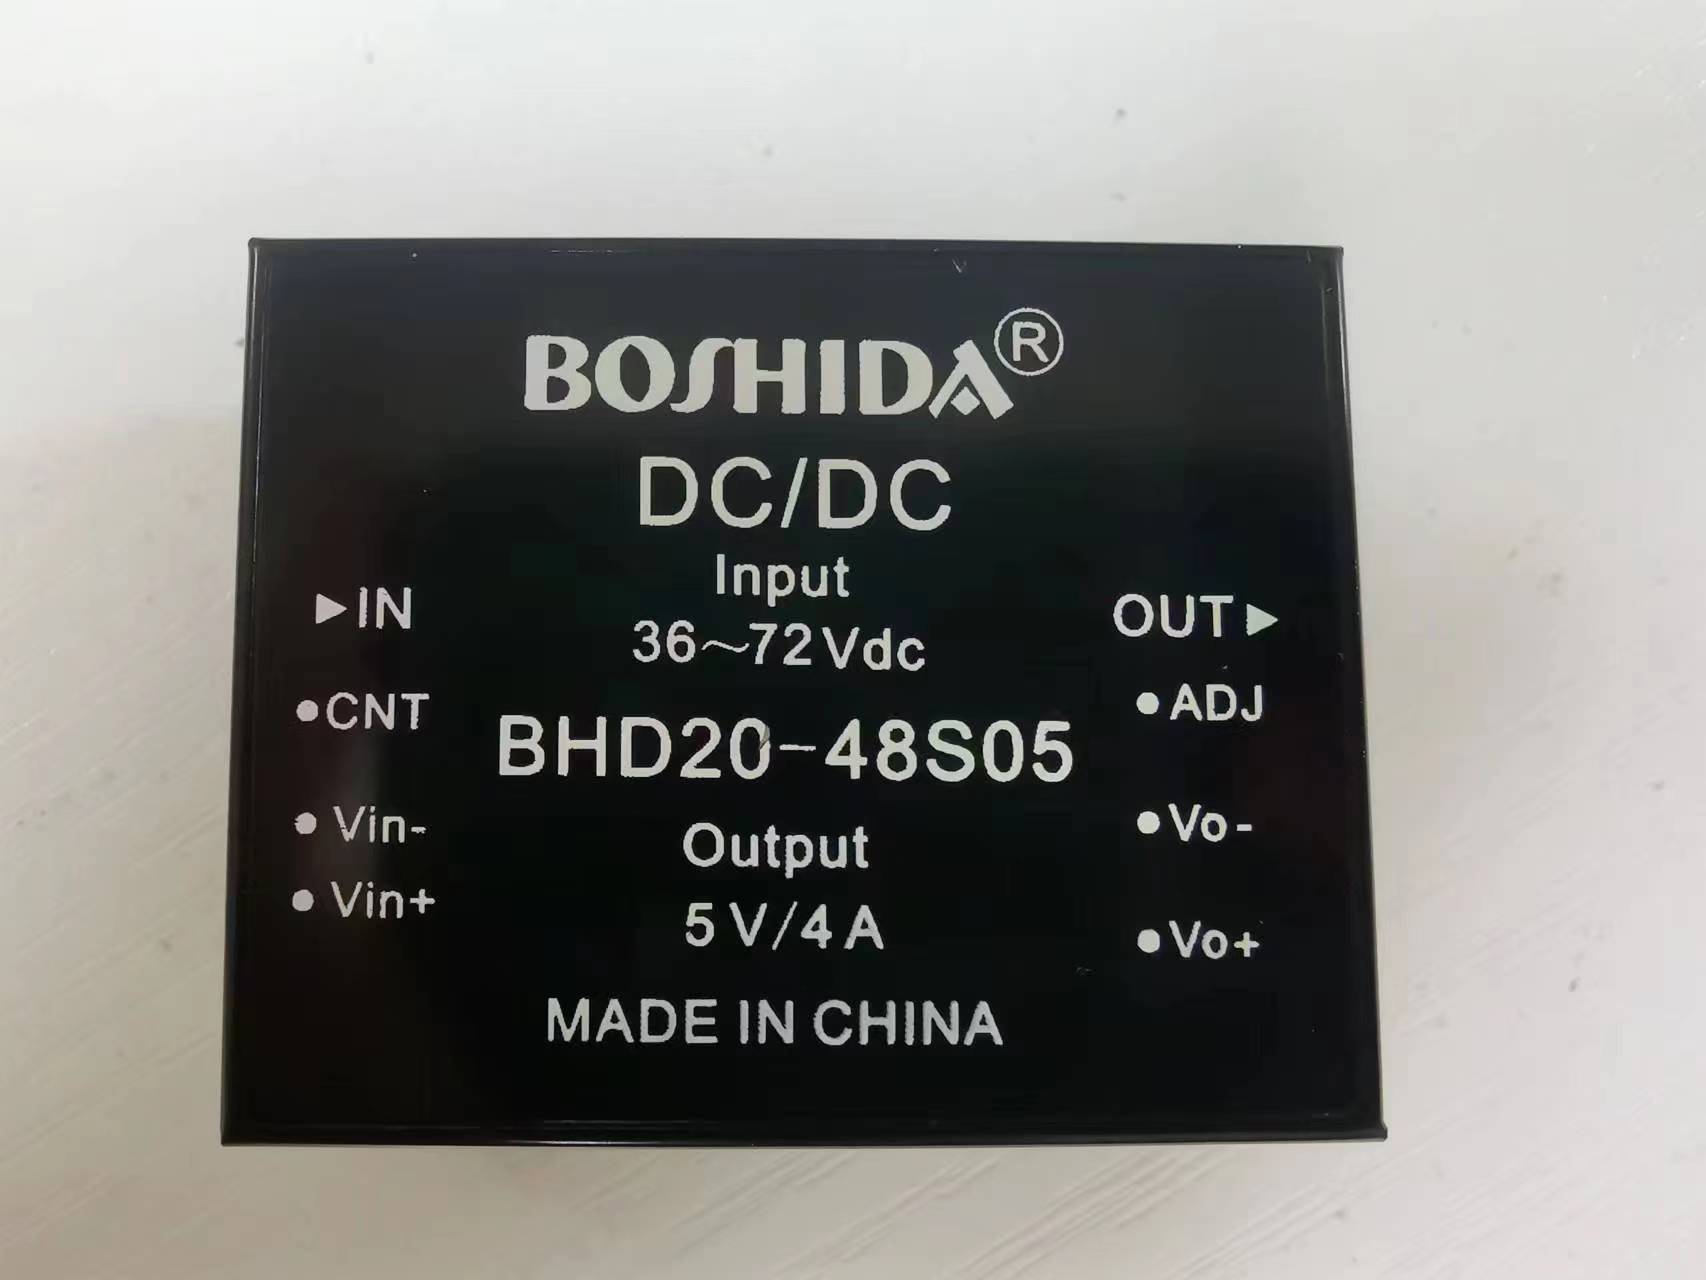 BOSHIDA®
DC/DC
Input
36~72Vdc
BHD20-48S05
Output
5V/4A
MADE IN CHINA
▶IN
•CNT
•Vin-
•Vin+
OUT▶
•ADJ
•Vo-
•Vo+